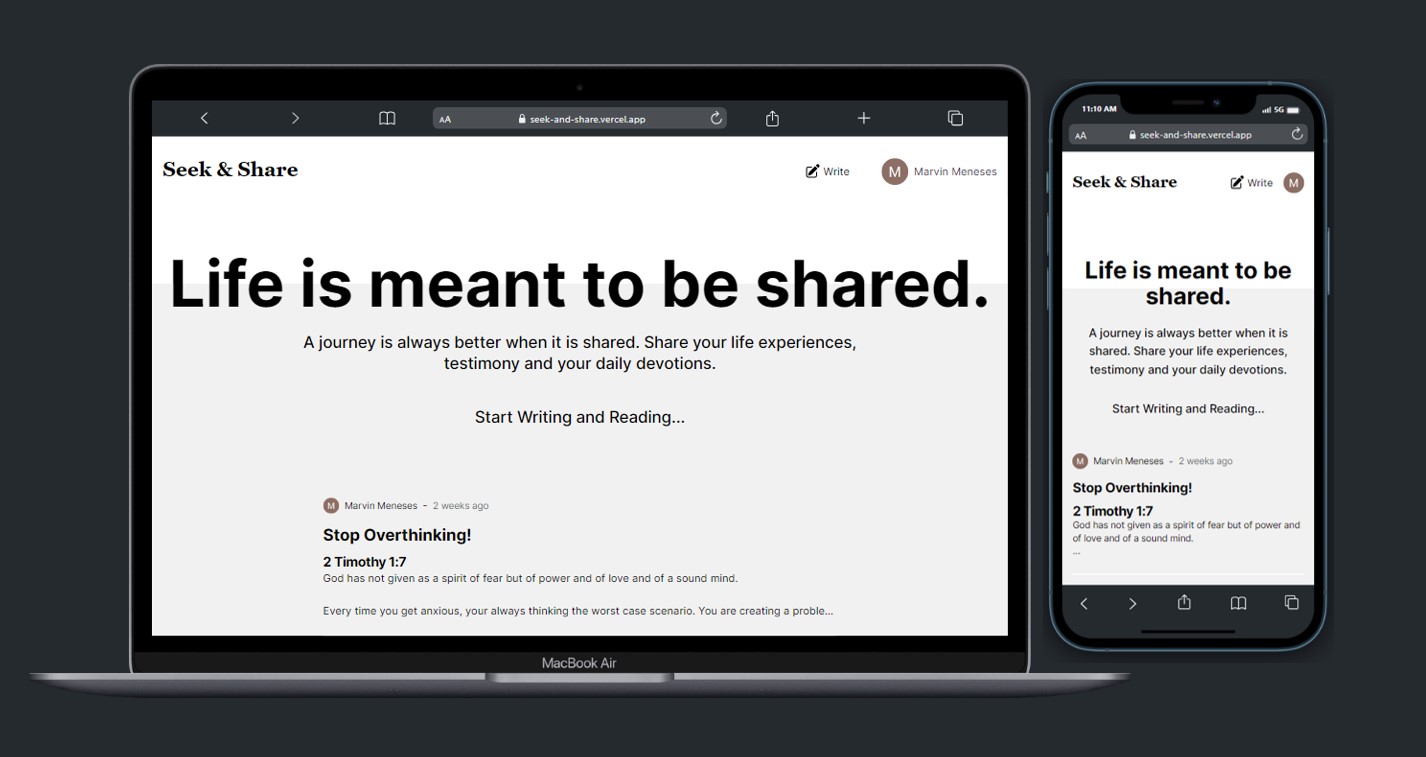 AA seek-and-share.vercel.app
Seek & Share
Write
M Marvin Meneses
Life is meant to be shared.
A journey is always better when it is shared. Share your life experiences,
testimony and your daily devotions.
Start Writing and Reading...
M Marvin Meneses - 2 weeks ago
Stop Overthinking!
2 Timothy 1:7
God has not given as a spirit of fear but of power and of love and of a sound mind.
Every time you get anxious, your always thinking the worst case scenario. You are creating a proble...
MacBook Air
11:10 AM
5G
AA seek-and-share.vercel.app
Seek & Share
Write
M
Life is meant to be
shared.
A journey is always better when it is
shared. Share your life experiences,
testimony and your daily devotions.
Start Writing and Reading...
M Marvin Meneses - 2 weeks ago
Stop Overthinking!
2 Timothy 1:7
God has not given as a spirit of fear but of power and
of love and of a sound mind.
...